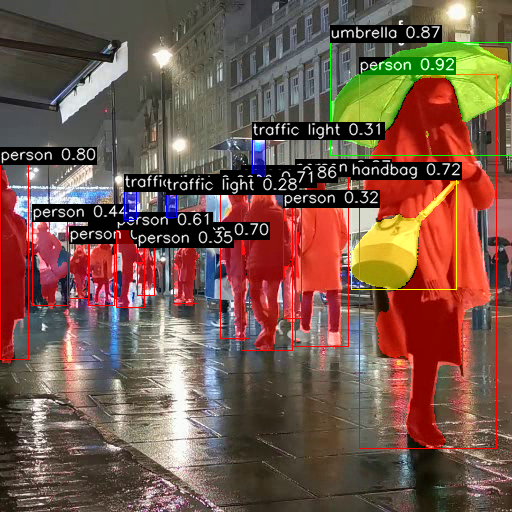 umbrella 0.87
person 0.92
traffic light 0.31
person 0.80
handbag 0.72
traffic light 0.28
person 0.32
person 0.44
person 0.61
0.70
person 0.35